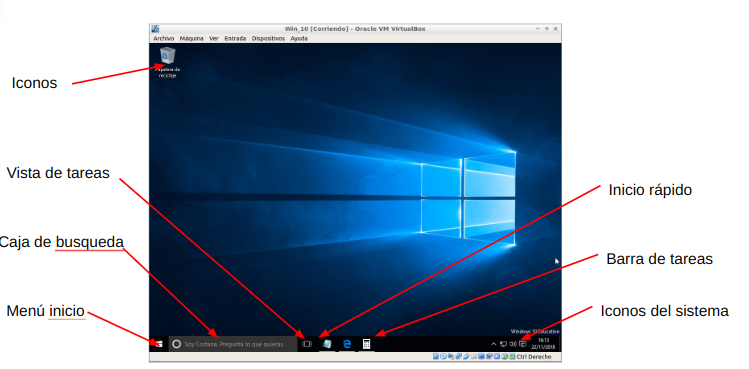 Win_10 [Corriendo] - Oracle VM VirtualBox
Archivo Máquina Ver Entrada Dispositivos Ayuda
Papelera de
reciclaje
Iconos
Vista de tareas
Caja de busqueda
Menú inicio
Inicio rápido
Barra de tareas
Iconos del sistema
Windows 10 Education
Soy Cortana. Pregunta lo que quieras.
16:13
22/11/2018
Ctrl Derecho